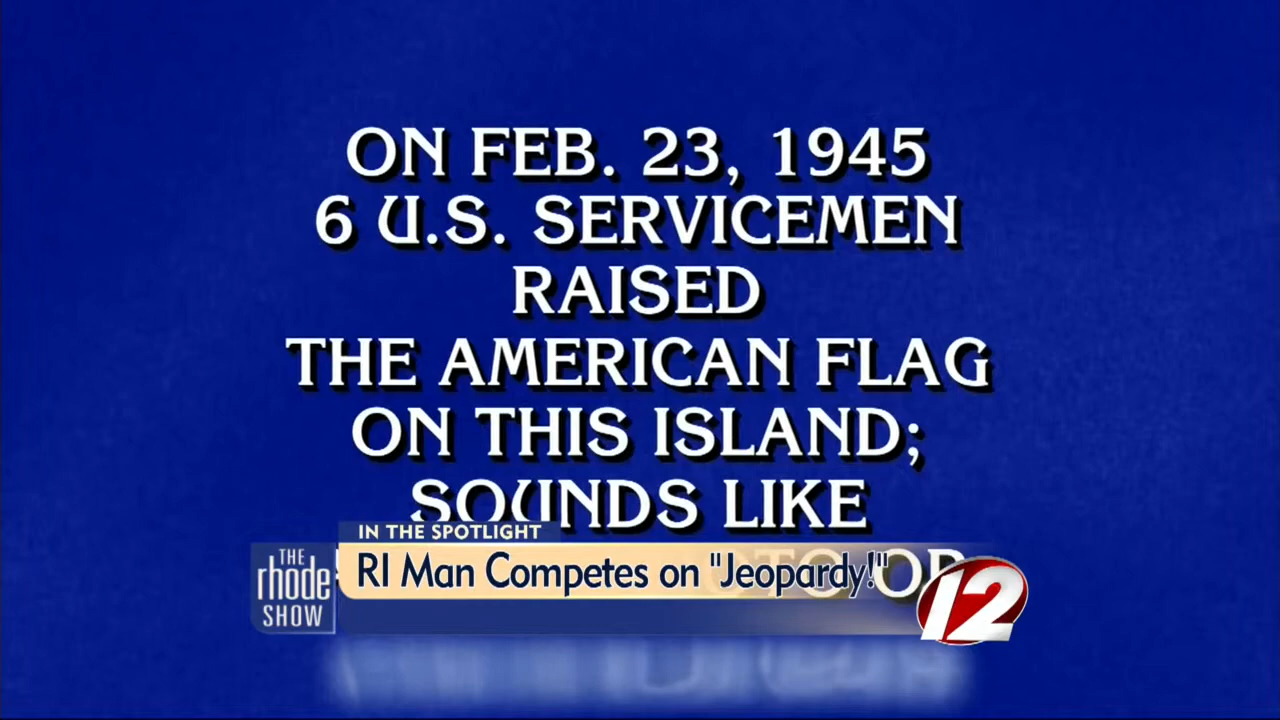 ON FEB. 23, 1945
6 U.S. SERVICEMEN
RAISED
THE AMERICAN FLAG
ON THIS ISLAND;
SOUNDS LIKE
IN THE SPOTLIGHT
RI Man Competes on "Jeopardy!"
THE
rhode
SHOW
12